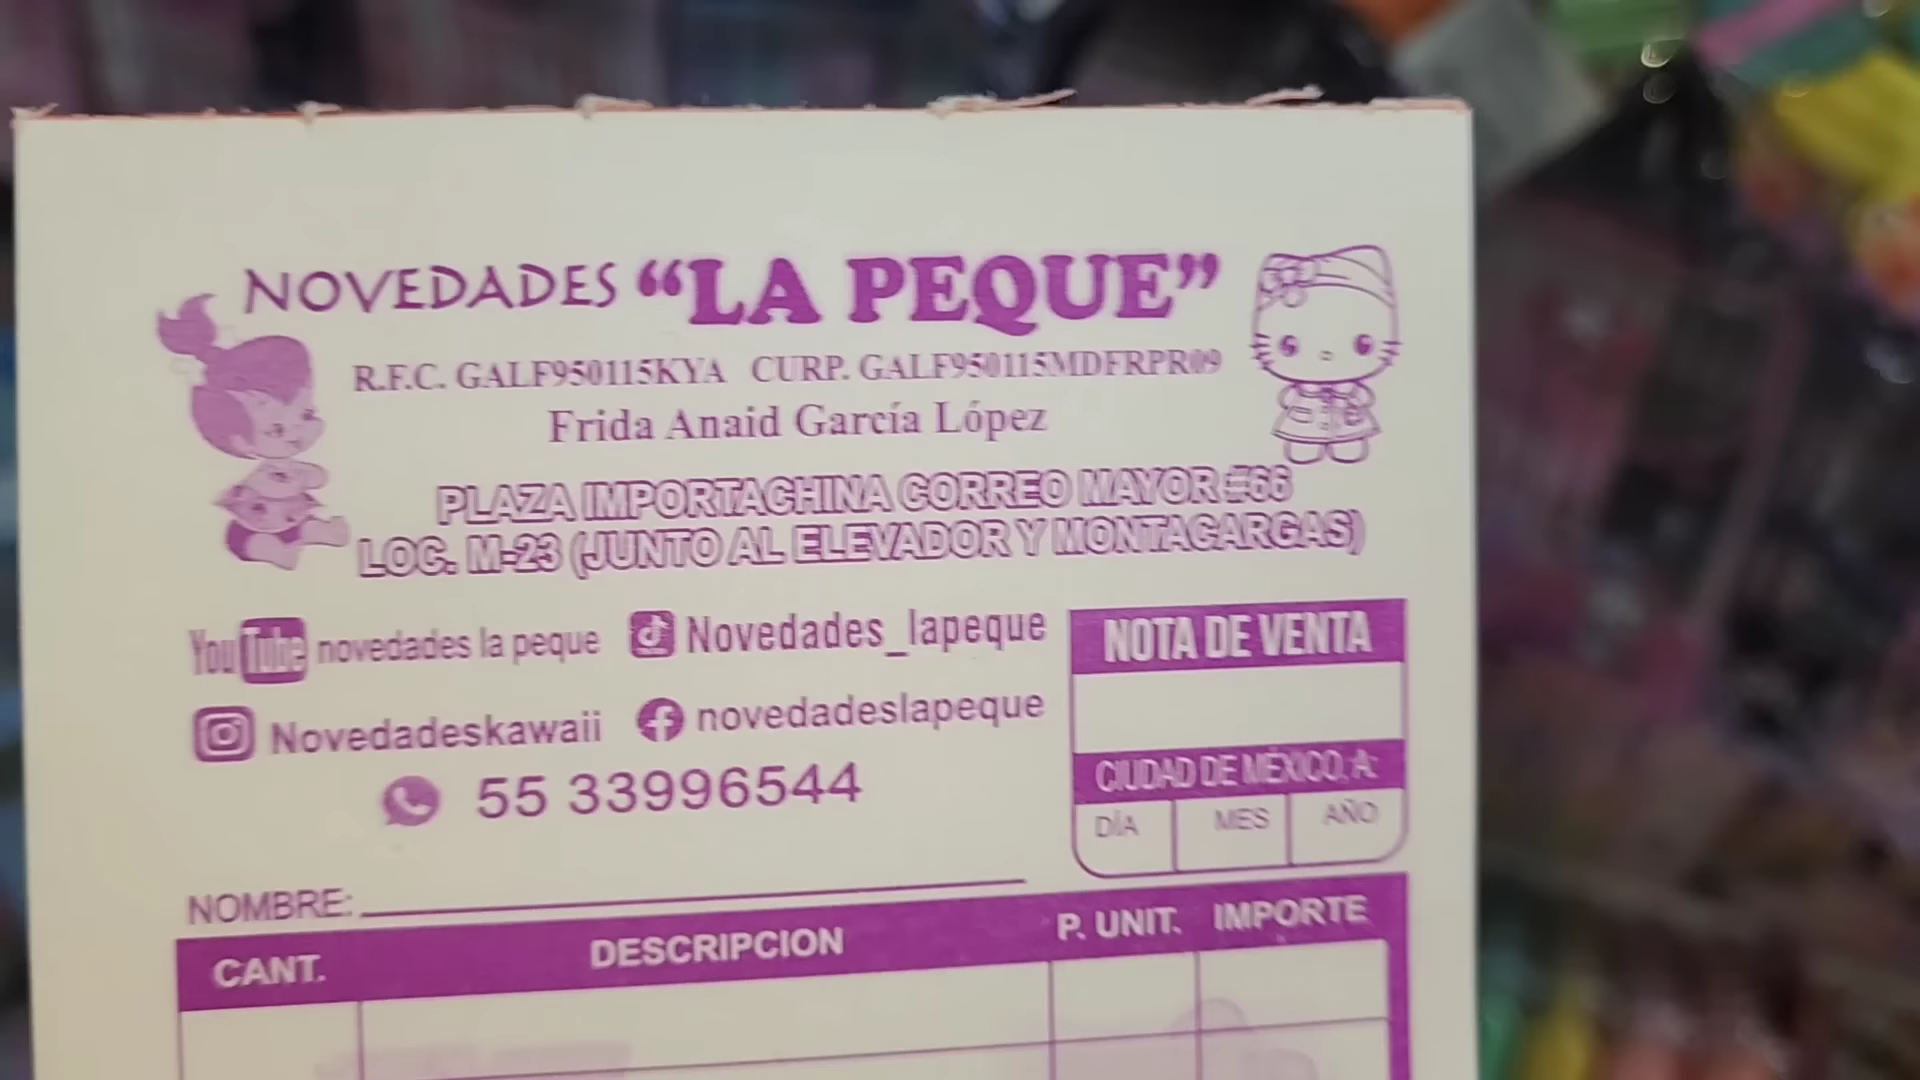 NOVEDADES “LA PEQUE”
R.F.C. GALF950115KYA CURP. GALF950115MDFRPR09
Frida Anaid García López
PLAZA IMPORTACHINA CORREO MAYOR #66
LOC. M-23 (JUNTO AL ELEVADOR Y MONTACARGAS)
YouTube novedades la peque
Novedades_lapeque
Novedadeskawaii
novedadeslapeque
55 33996544
NOTA DE VENTA
CIUDAD DE MÉXICO, A:
DÍA MES AÑO
NOMBRE:
CANT. DESCRIPCION P. UNIT. IMPORTE